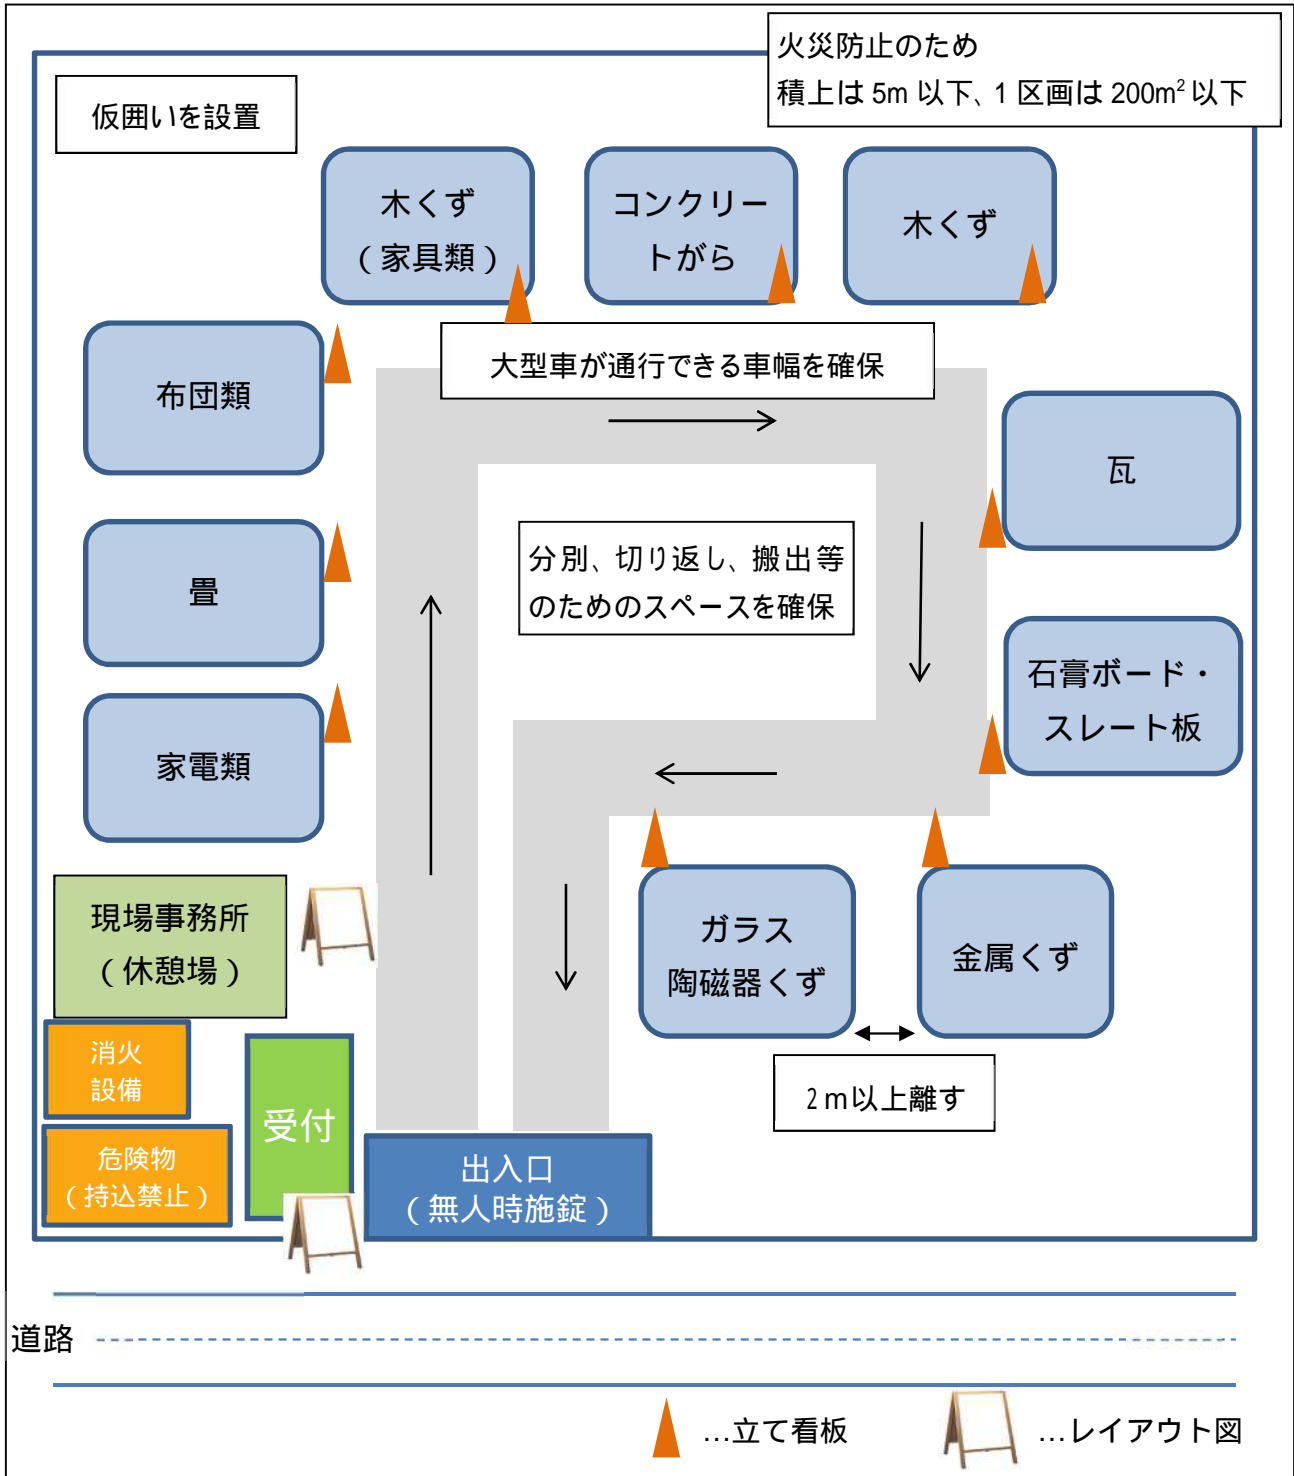 火災防止のため
積上は 5m 以下、1 区画は 200m² 以下
仮囲いを設置
木くず
（家具類）
コンクリー
トがら
木くず
大型車が通行できる車幅を確保
布団類
瓦
分別、切り返し、搬出等
のためのスペースを確保
畳
石膏ボード・
スレート板
家電類
現場事務所
（休憩場）
ガラス
陶磁器くず
金属くず
消火
設備
2ｍ以上離す
受付
危険物
（持込禁止）
出入口
（無人時施錠）
道路
…立て看板
…レイアウト図